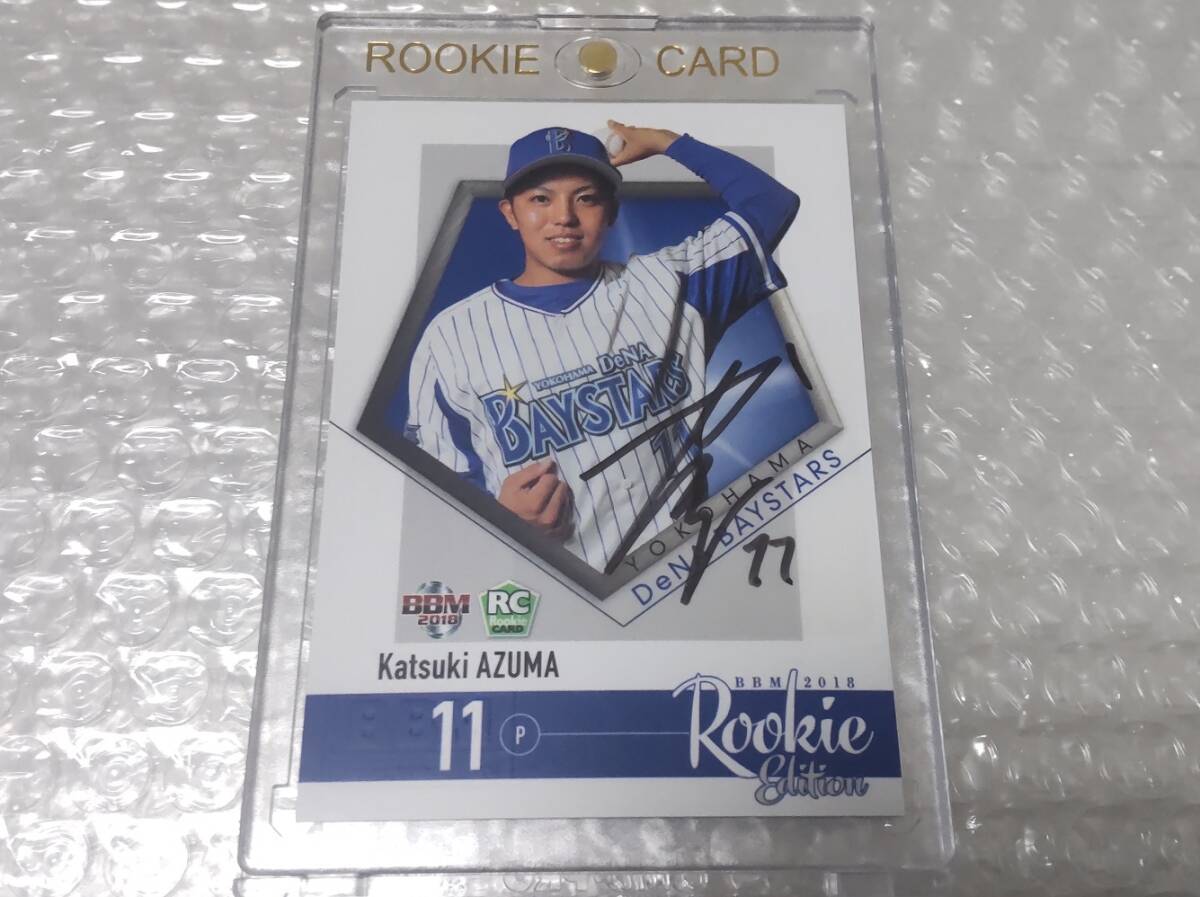 ROOKIE CARD
YOKOHAMA DeNA
BAYSTARS
11
YOKOHAMA
DeNA BAYSTARS
BBM
2018
RC
Rookie
CARD
Katsuki AZUMA
11 P
BBM 2018
Rookie
Edition